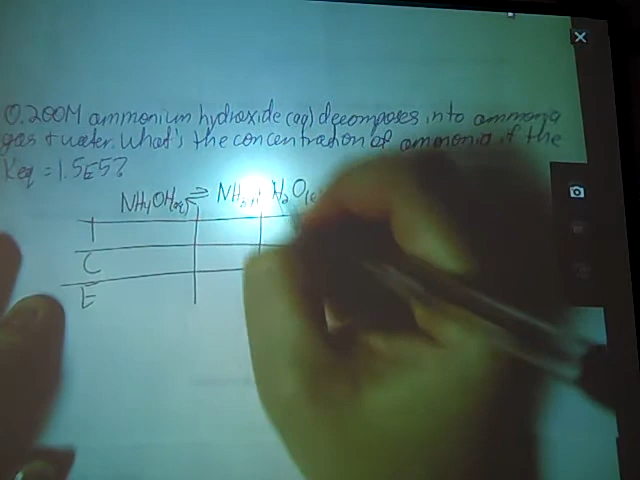 0.200M ammonium hydroxide (aq) decomposes into ammonia
gas + water. What's the concentration of ammonia if the
Keq = 1.5E5?
NH4OH(aq) ⇌ NH3 H2O
I
C
E